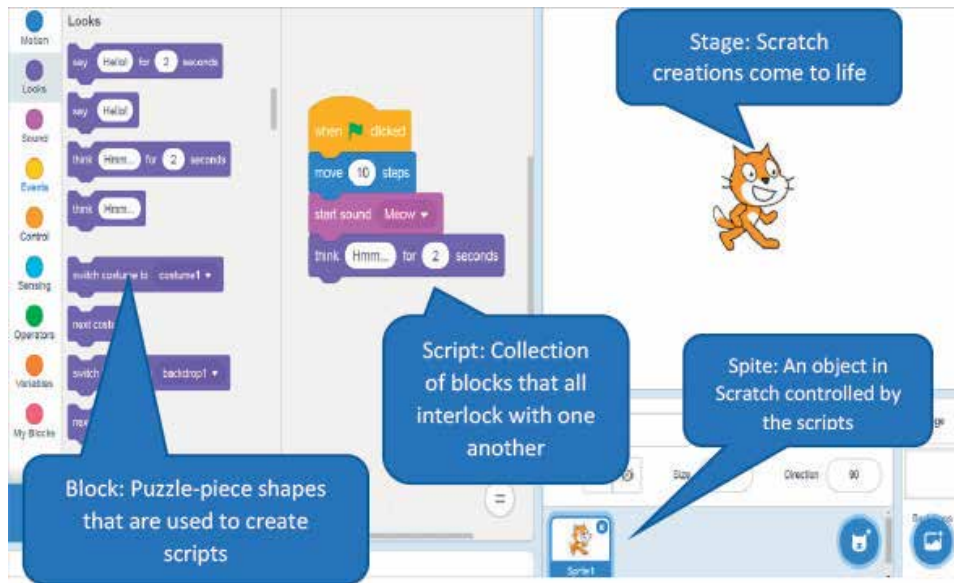 Motion
Looks
Sound
Events
Control
Sensing
Operators
Variables
My Blocks
Looks
say Hello! for 2 seconds
say Hello!
think Hmm... for 2 seconds
think Hmm...
switch costume to costume1
next
switch backdrop1
when clicked
move 10 steps
start sound Meow
think Hmm... for 2 seconds
Stage: Scratch
creations come to life
Script: Collection
of blocks that all
interlock with one
another
Spite: An object in
Scratch controlled by
the scripts
Block: Puzzle-piece shapes
that are used to create
scripts
=
Size
Direction 90
Sprite1